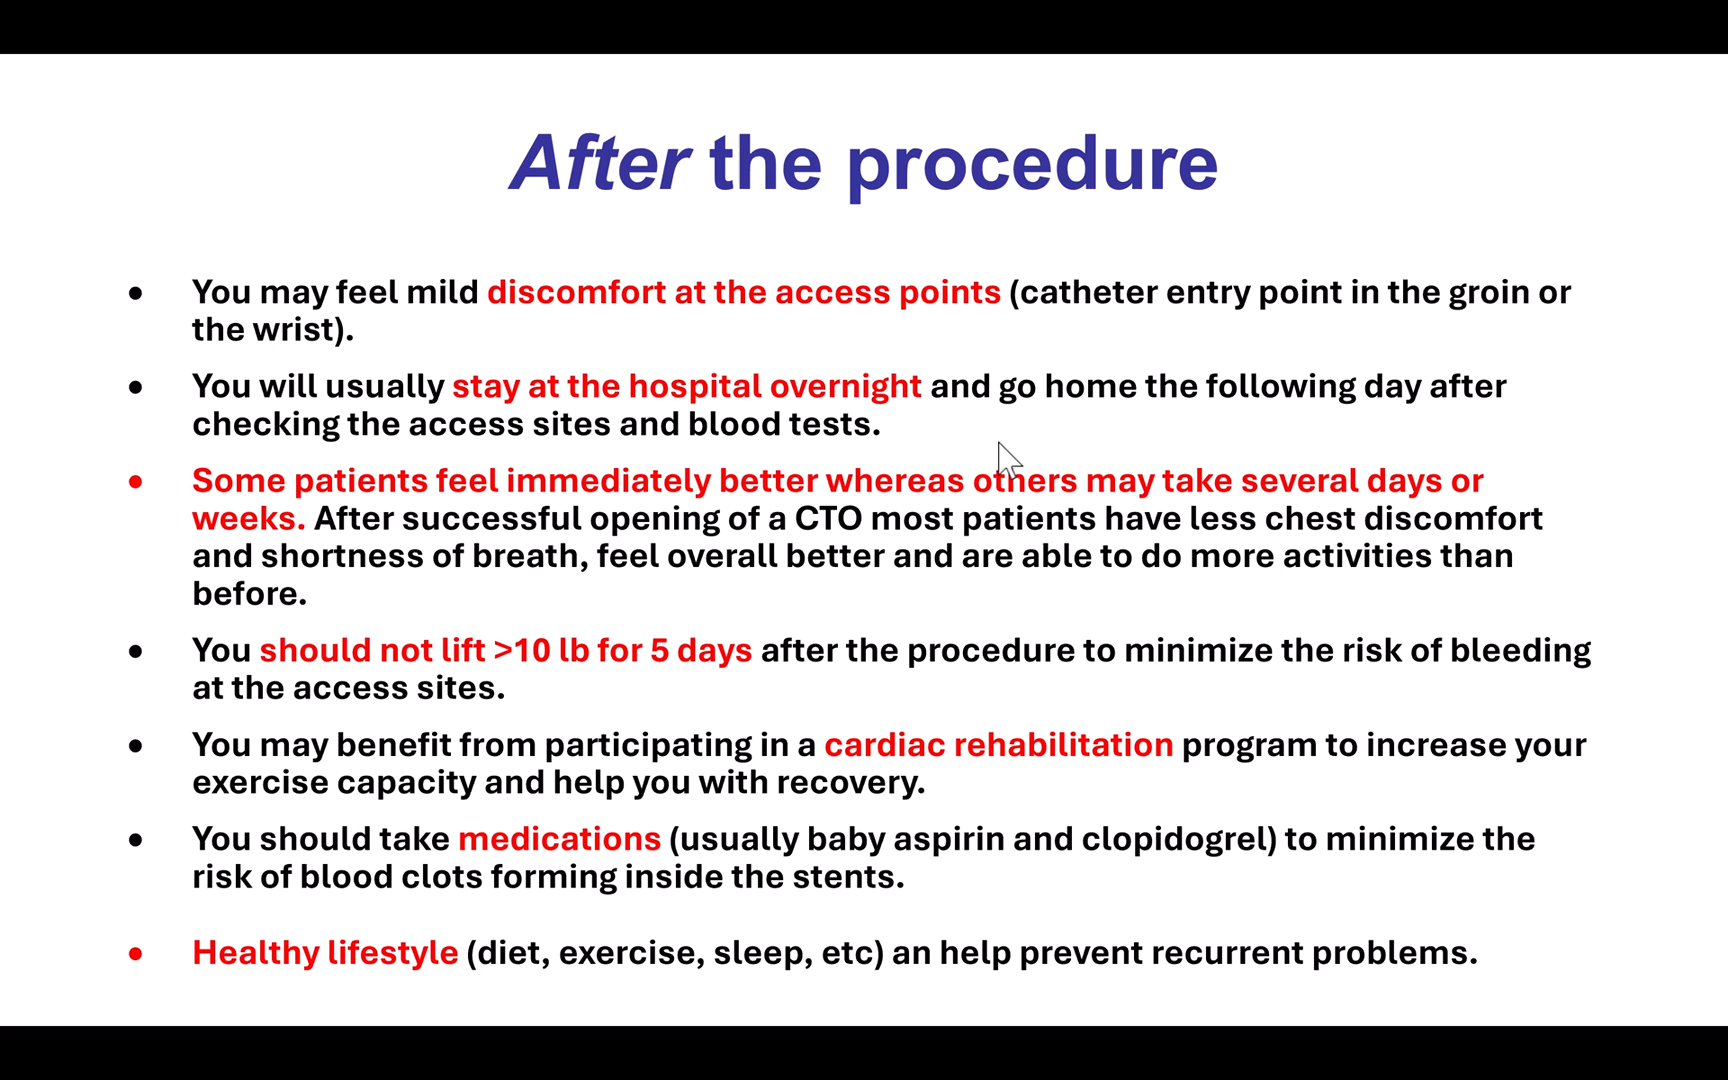 After the procedure
• You may feel mild discomfort at the access points (catheter entry point in the groin or
the wrist).
• You will usually stay at the hospital overnight and go home the following day after
checking the access sites and blood tests.
• Some patients feel immediately better whereas others may take several days or
weeks. After successful opening of a CTO most patients have less chest discomfort
and shortness of breath, feel overall better and are able to do more activities than
before.
• You should not lift >10 lb for 5 days after the procedure to minimize the risk of bleeding
at the access sites.
• You may benefit from participating in a cardiac rehabilitation program to increase your
exercise capacity and help you with recovery.
• You should take medications (usually baby aspirin and clopidogrel) to minimize the
risk of blood clots forming inside the stents.
• Healthy lifestyle (diet, exercise, sleep, etc) an help prevent recurrent problems.